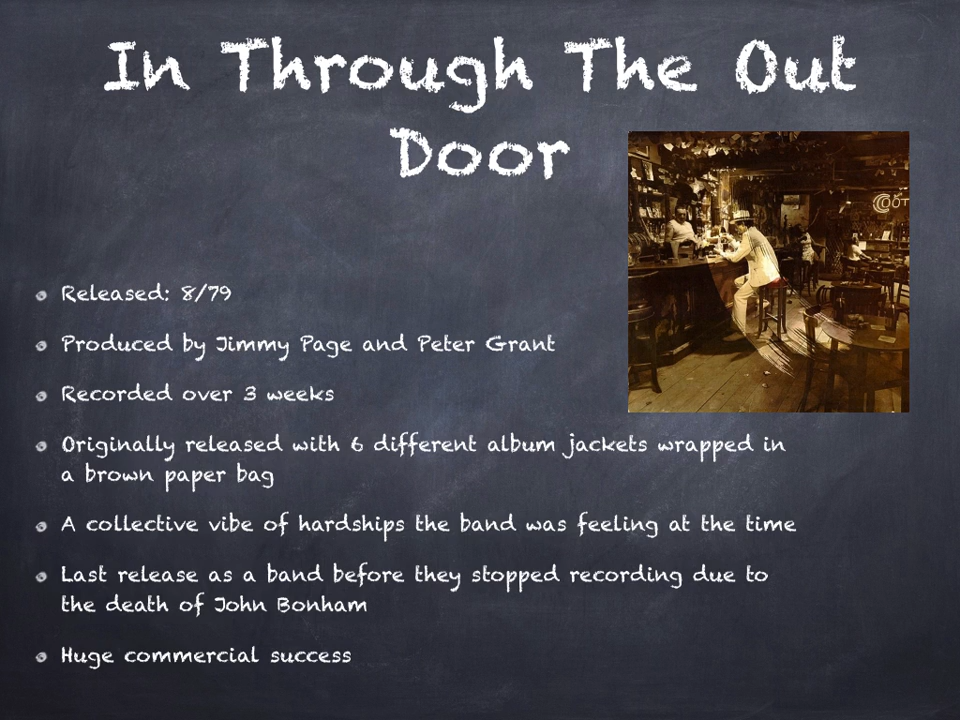 In Through The Out
Door
Released: 8/79
Produced by Jimmy Page and Peter Grant
Recorded over 3 weeks
Originally released with 6 different album jackets wrapped in
a brown paper bag
A collective vibe of hardships the band was feeling at the time
Last release as a band before they stopped recording due to
the death of John Bonham
Huge commercial success